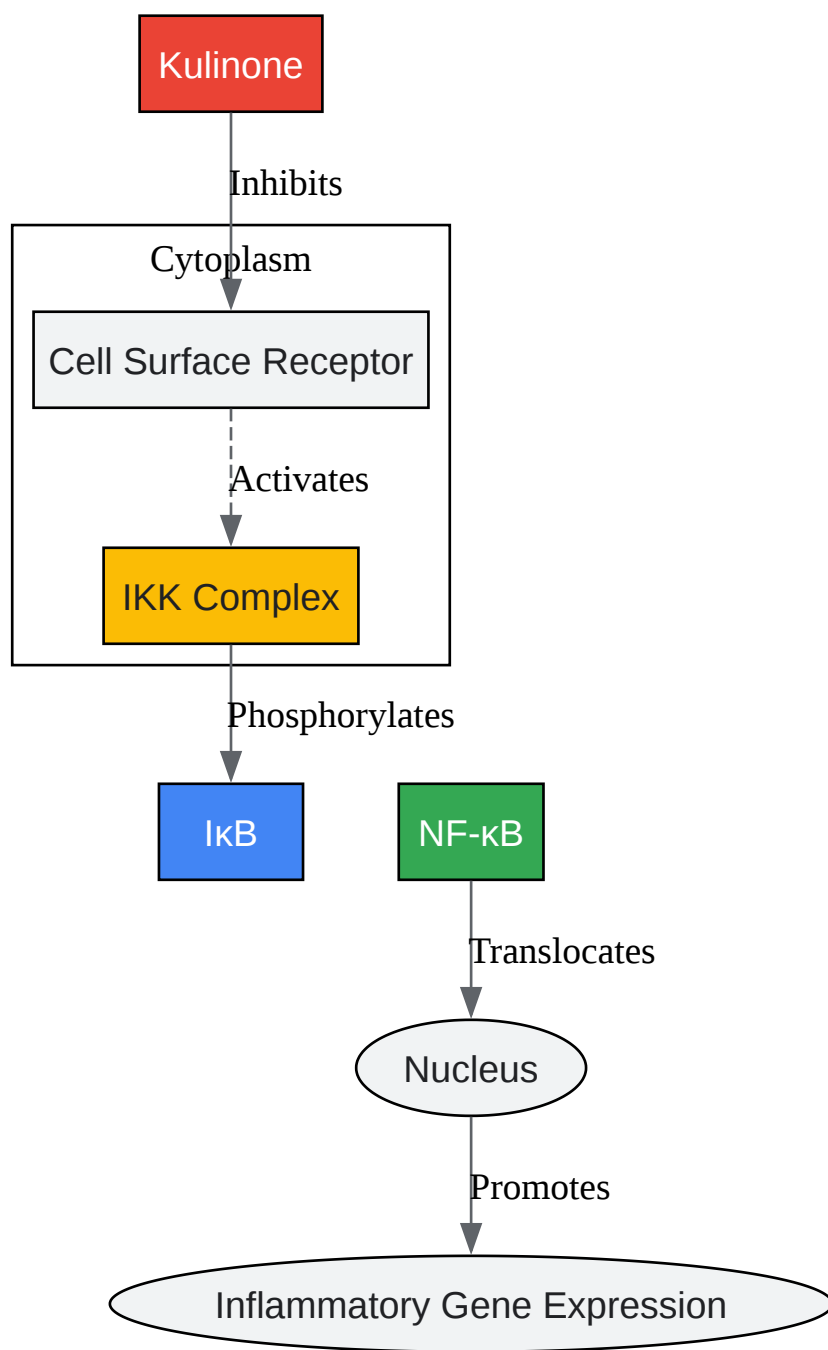 Kulinone
Inhibits
Cytoplasm
Cell Surface Receptor
Activates
IKK Complex
Phosphorylates
IκB
NF-κB
Translocates
Nucleus
Promotes
Inflammatory Gene Expression